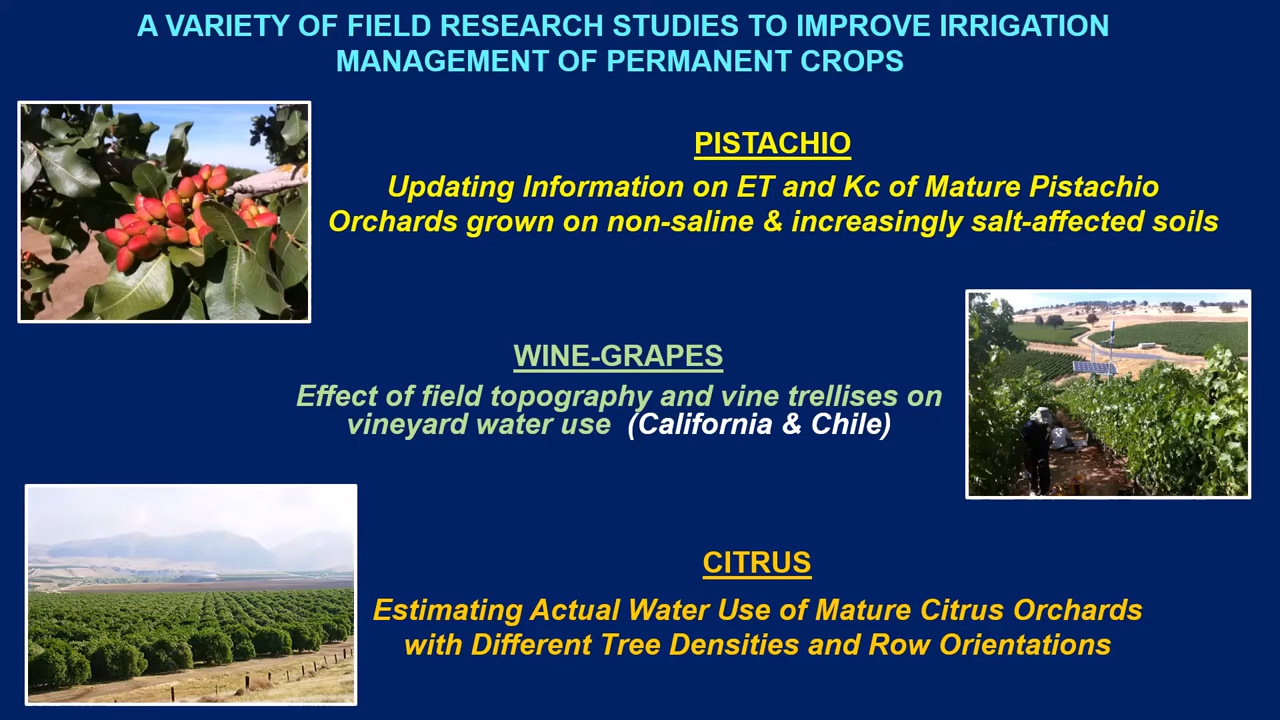 A VARIETY OF FIELD RESEARCH STUDIES TO IMPROVE IRRIGATION
MANAGEMENT OF PERMANENT CROPS
PISTACHIO
Updating Information on ET and Kc of Mature Pistachio
Orchards grown on non-saline & increasingly salt-affected soils
WINE-GRAPES
Effect of field topography and vine trellises on
vineyard water use (California & Chile)
CITRUS
Estimating Actual Water Use of Mature Citrus Orchards
with Different Tree Densities and Row Orientations